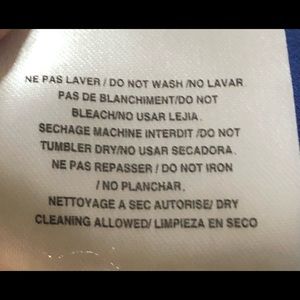 NE PAS LAVER / DO NOT WASH /NO LAVAR
PAS DE BLANCHIMENT/DO NOT
BLEACH/NO USAR LEJIA.
SECHAGE MACHINE INTERDIT /DO NOT
TUMBLER DRY/NO USAR SECADORA.
NE PAS REPASSER / DO NOT IRON
/ NO PLANCHAR.
NETTOYAGE A SEC AUTORISE/ DRY
CLEANING ALLOWED/ LIMPIEZA EN SECO